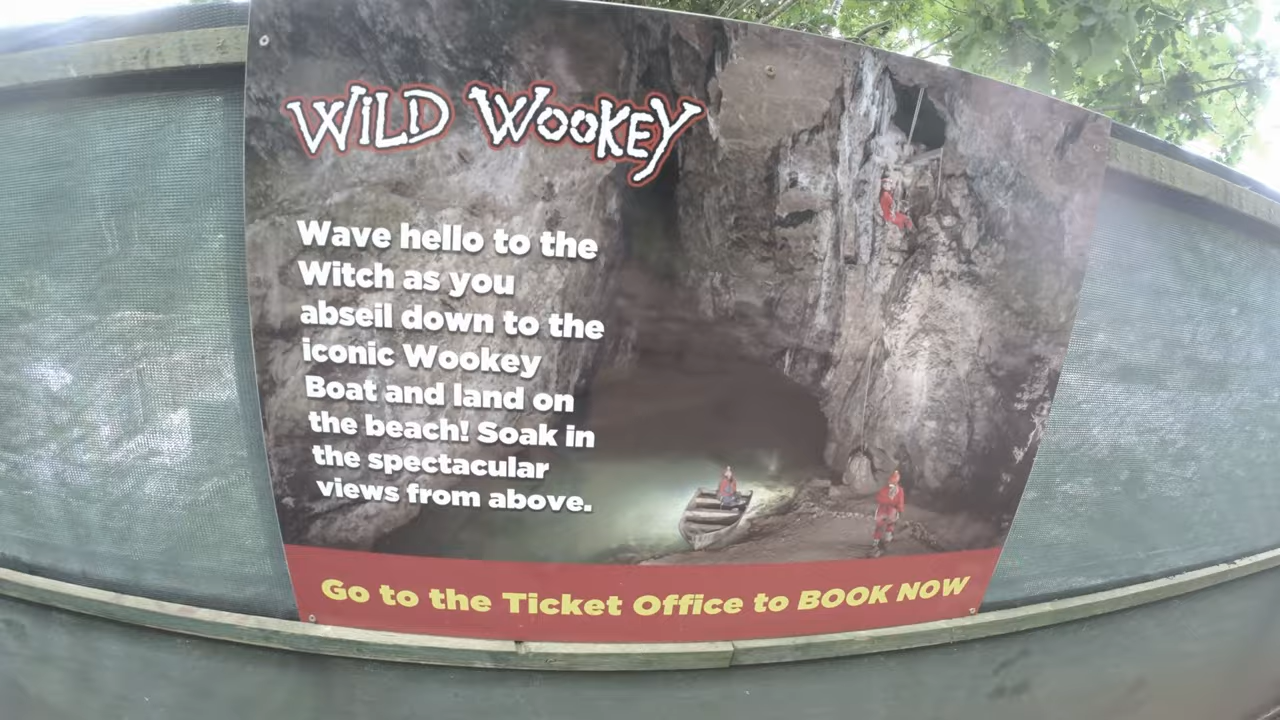 WiLD WOOKEY
Wave hello to the
Witch as you
abseil down to the
iconic Wookey
Boat and land on
the beach! Soak in
the spectacular
views from above.
Go to the Ticket Office to BOOK NOW